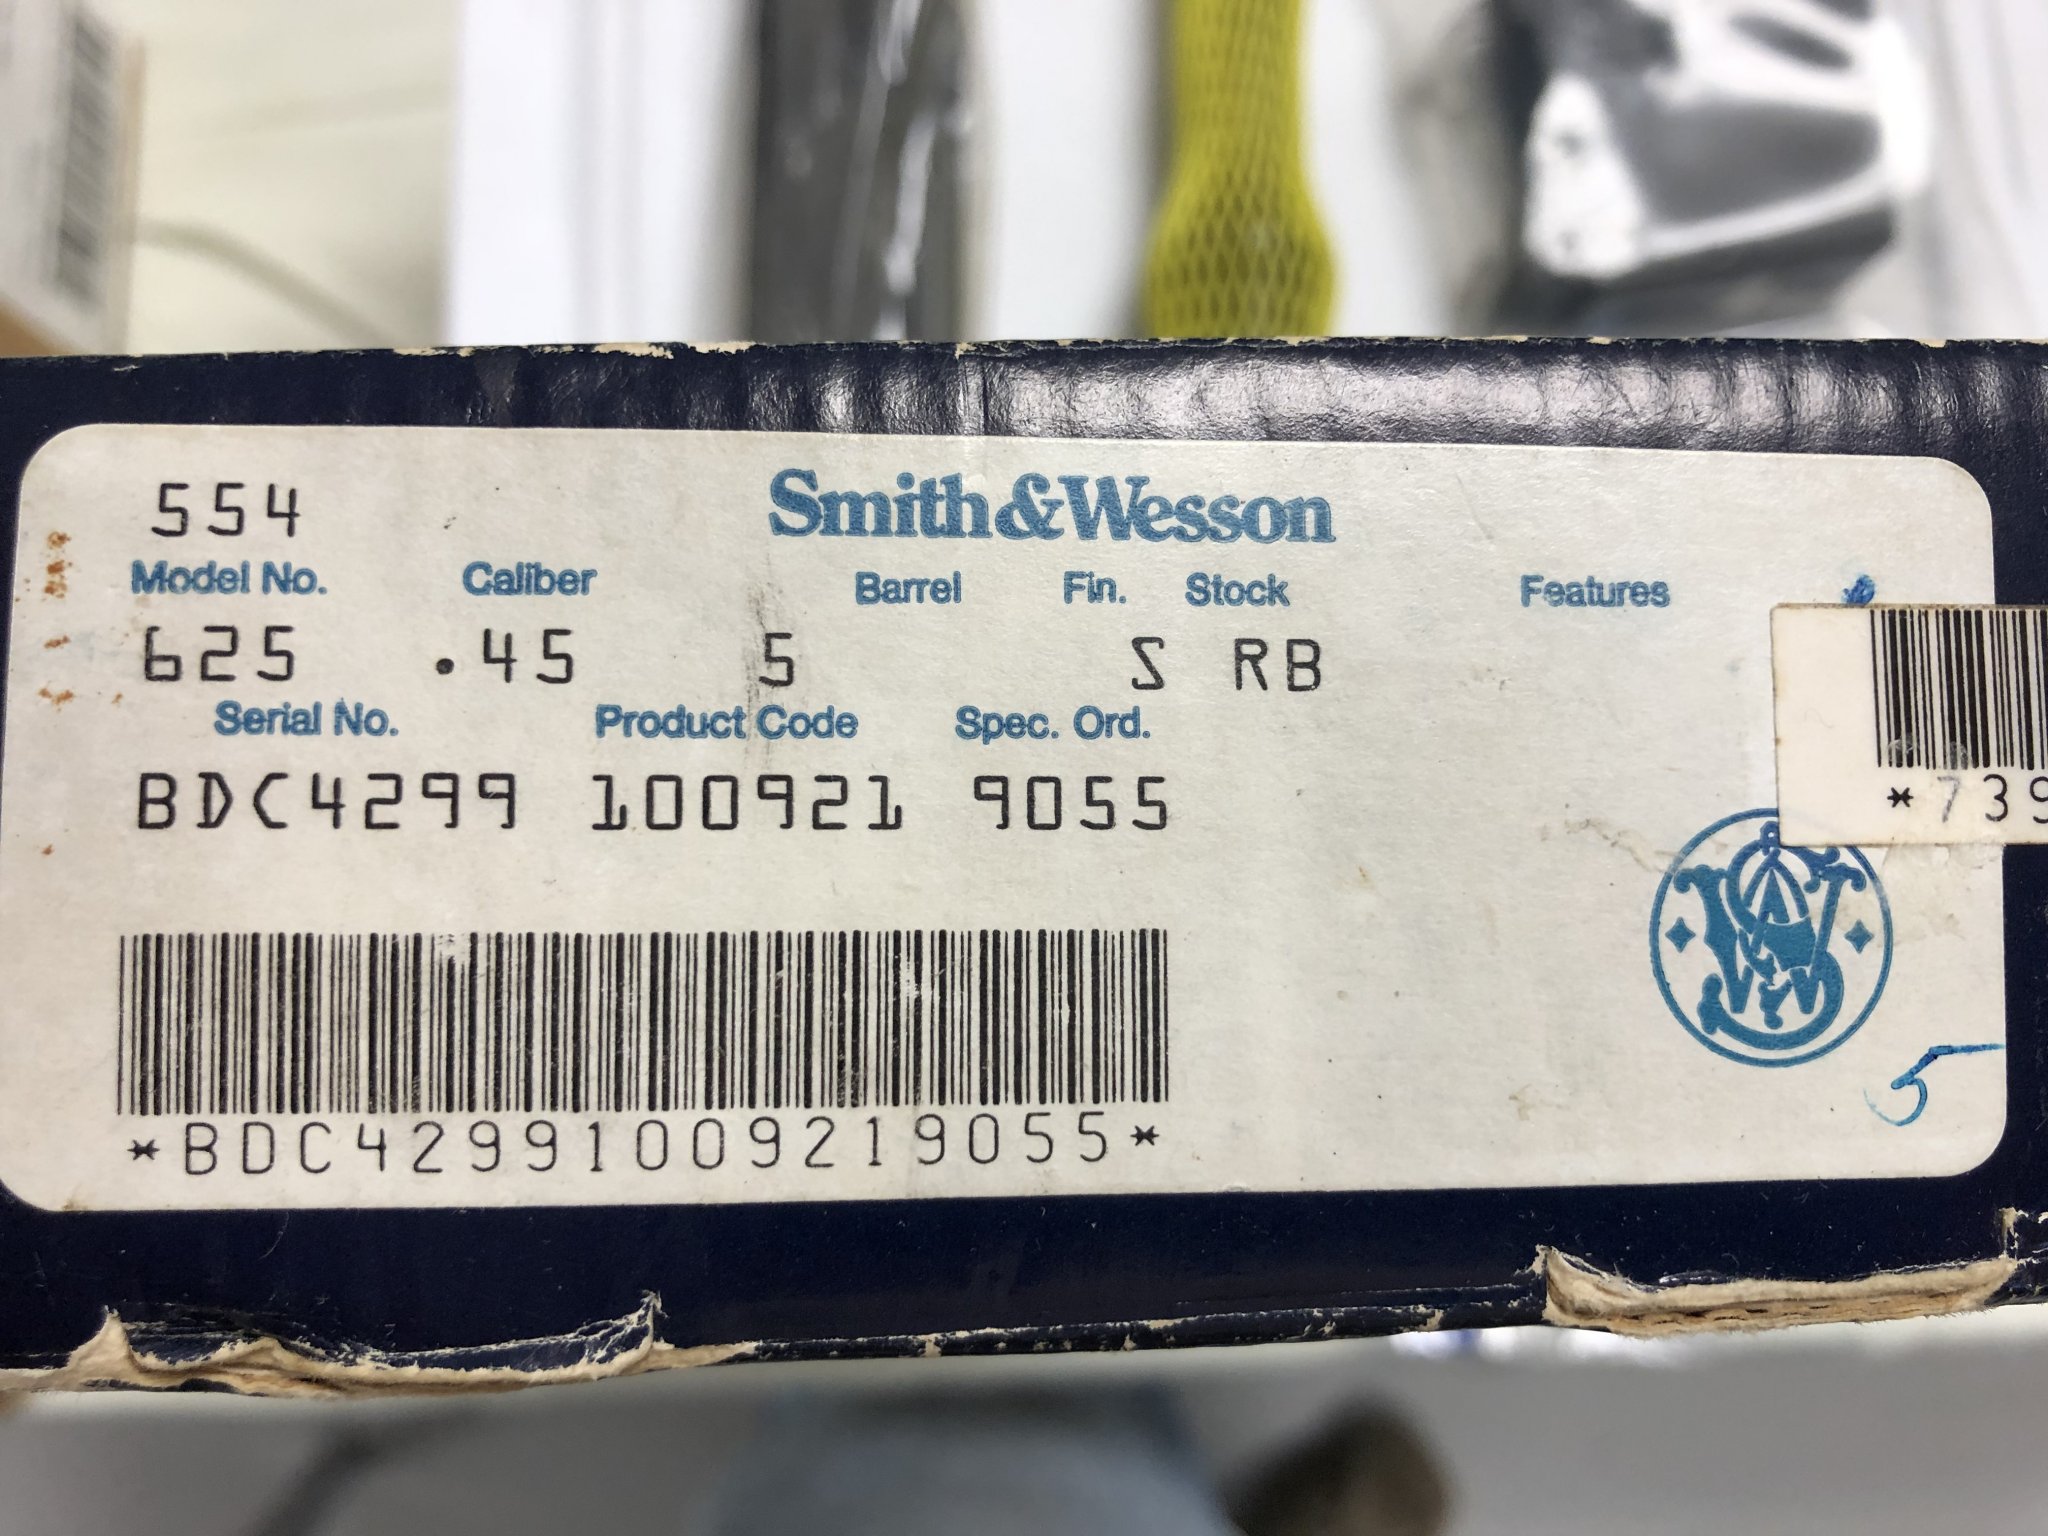 554
Smith & Wesson
Model No. Caliber Barrel Fin. Stock Features
625 .45 5 S RB
Serial No. Product Code Spec. Ord.
BDC4299 100921 9055
*739
*BDC42991009219055*
5